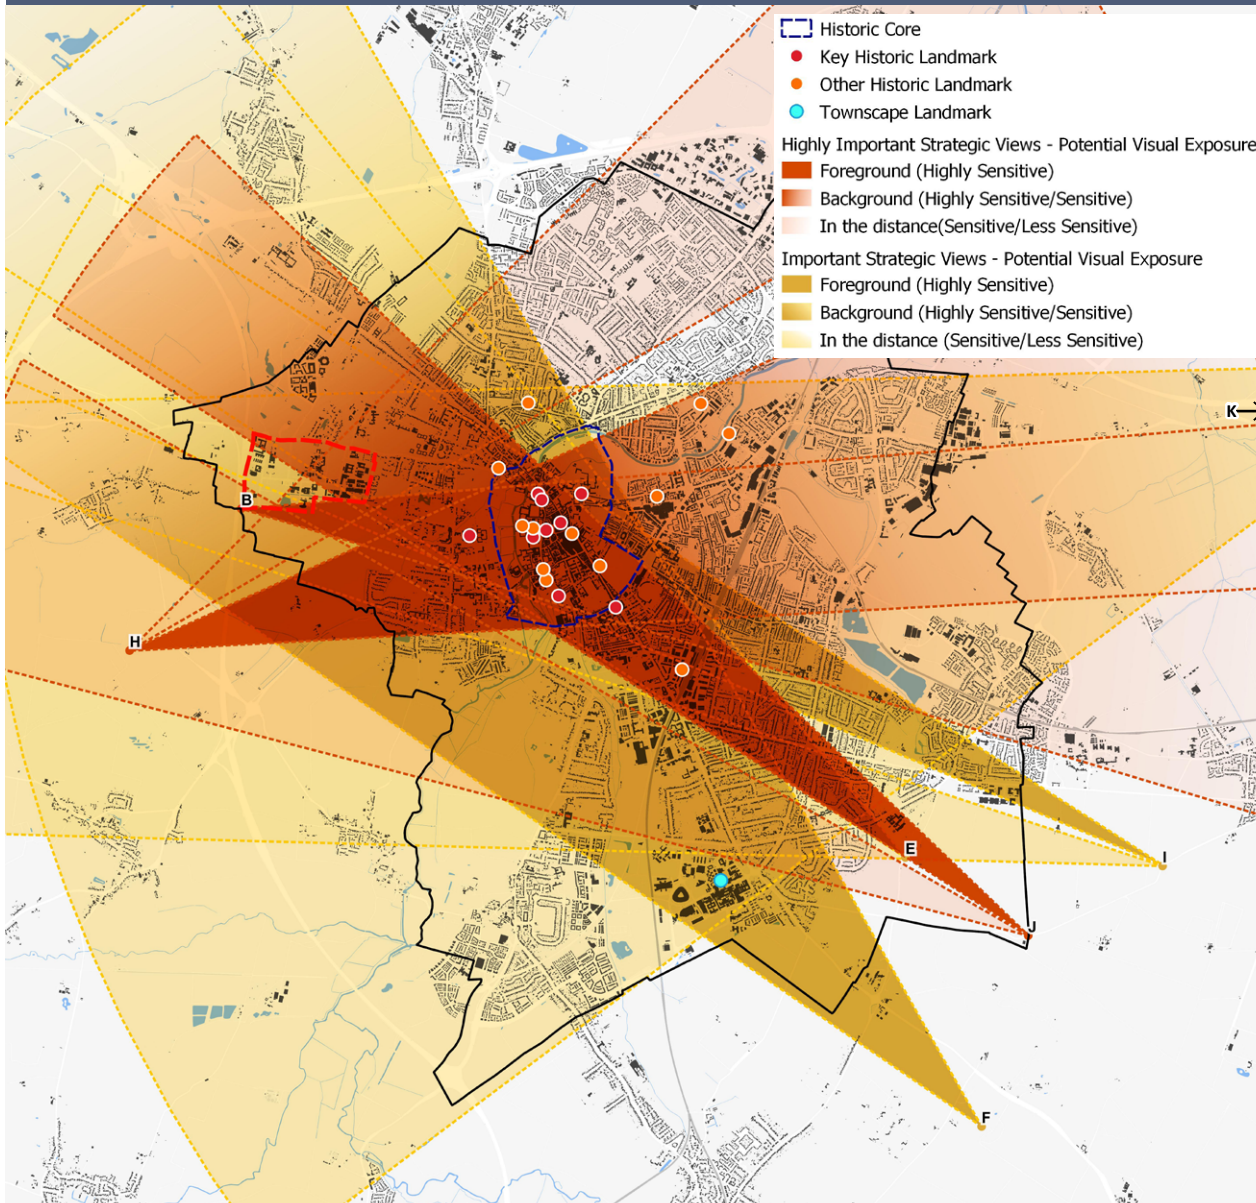 Historic Core
Key Historic Landmark
Other Historic Landmark
Townscape Landmark
Highly Important Strategic Views - Potential Visual Exposure
Foreground (Highly Sensitive)
Background (Highly Sensitive/Sensitive)
In the distance(Sensitive/Less Sensitive)
Important Strategic Views - Potential Visual Exposure
Foreground (Highly Sensitive)
Background (Highly Sensitive/Sensitive)
In the distance (Sensitive/Less Sensitive)
K
B
H
E
I
J
F